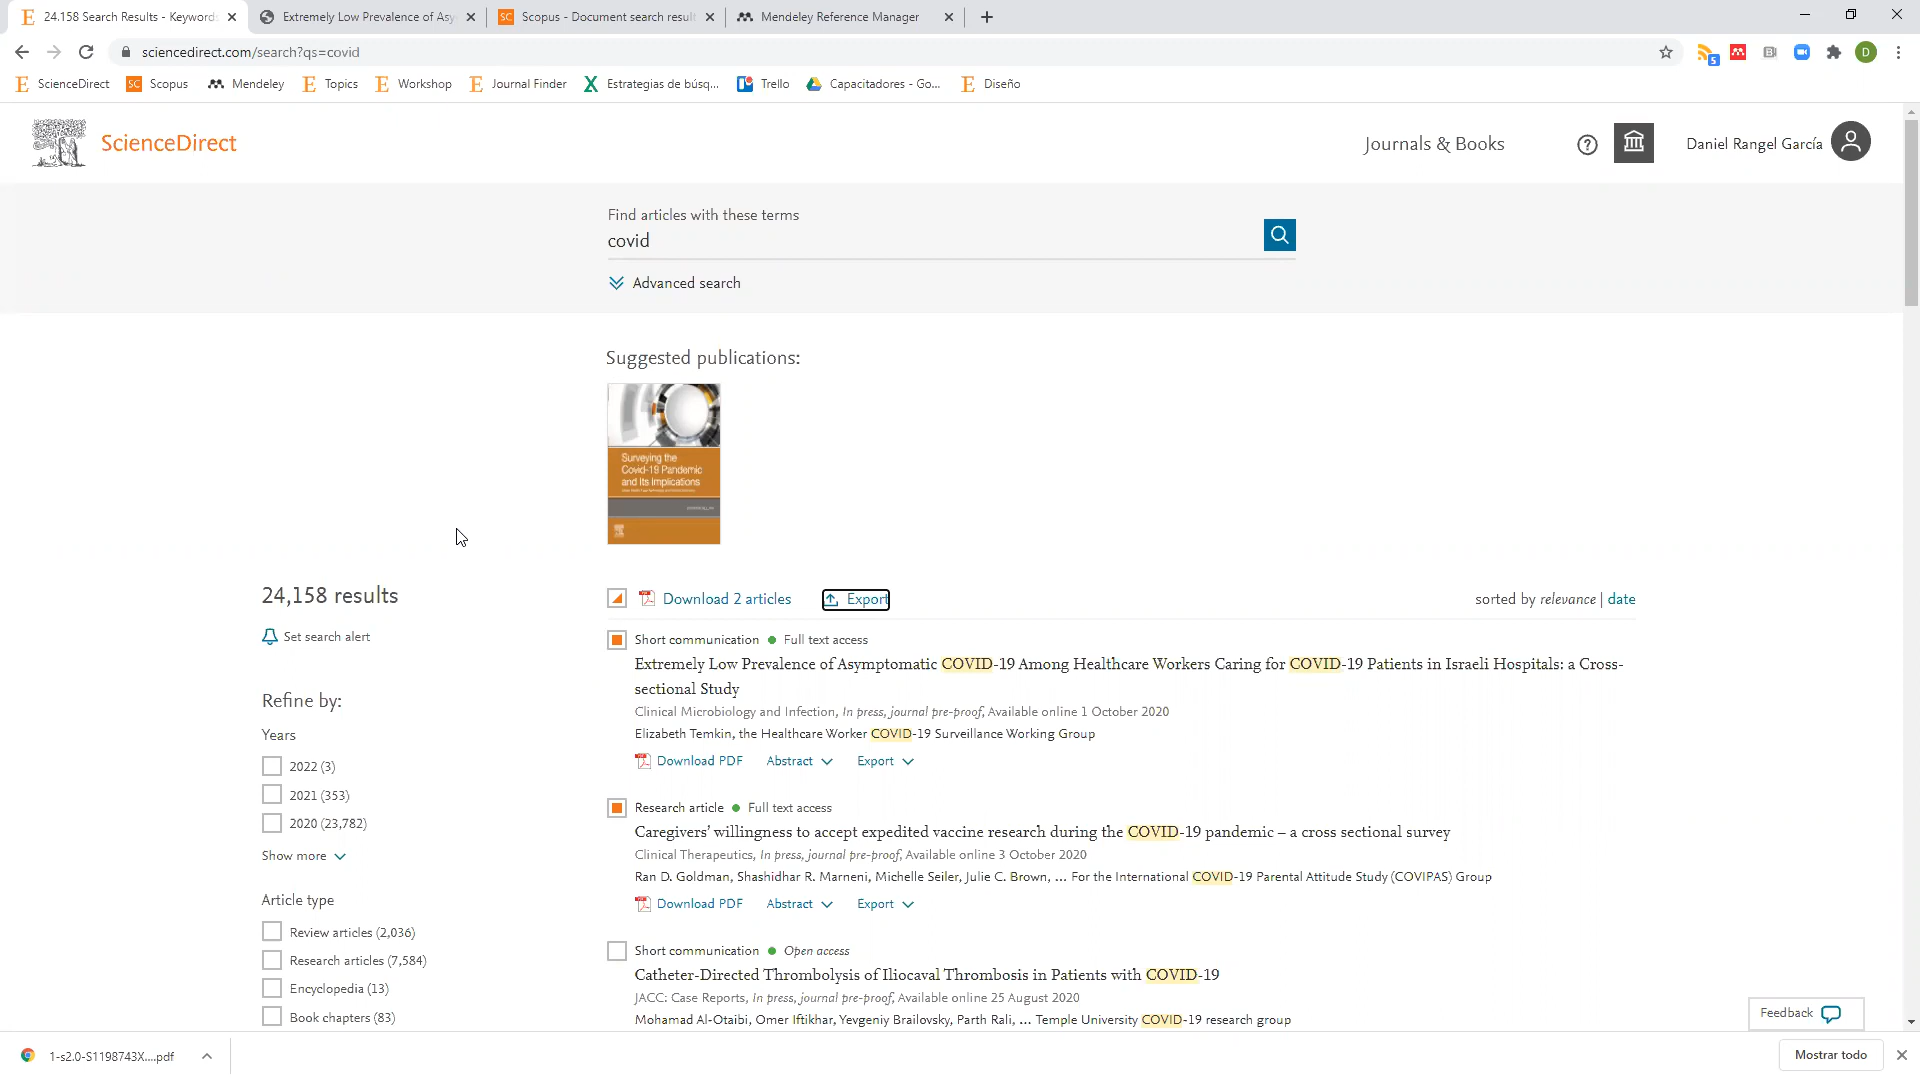 24.158 Search Results - Keyword
Extremely Low Prevalence of Asy
Scopus - Document search result
Mendeley Reference Manager
sciencedirect.com/search?qs=covid
ScienceDirect
Scopus
Mendeley
Topics
Workshop
Journal Finder
Estrategias de búsq...
Trello
Capacitadores - Go...
Diseño
ScienceDirect
Journals & Books
Daniel Rangel García
Find articles with these terms
covid
Advanced search
Suggested publications:
Surveying the
Covid-19 Pandemic
and Its Implications
24,158 results
Download 2 articles
Export
sorted by relevance | date
Set search alert
Short communication Full text access
Extremely Low Prevalence of Asymptomatic COVID-19 Among Healthcare Workers Caring for COVID-19 Patients in Israeli Hospitals: a Cross-
sectional Study
Clinical Microbiology and Infection, In press, journal pre-proof, Available online 1 October 2020
Elizabeth Temkin, the Healthcare Worker COVID-19 Surveillance Working Group
Download PDF Abstract Export
Refine by:
Years
2022 (3)
2021 (353)
2020 (23,782)
Show more
Research article Full text access
Caregivers' willingness to accept expedited vaccine research during the COVID-19 pandemic – a cross sectional survey
Clinical Therapeutics, In press, journal pre-proof, Available online 3 October 2020
Ran D. Goldman, Shashidhar R. Marneni, Michelle Seiler, Julie C. Brown, ... For the International COVID-19 Parental Attitude Study (COVIPAS) Group
Download PDF Abstract Export
Article type
Review articles (2,036)
Research articles (7,584)
Encyclopedia (13)
Book chapters (83)
Short communication Open access
Catheter-Directed Thrombolysis of Iliocaval Thrombosis in Patients with COVID-19
JACC: Case Reports, In press, journal pre-proof, Available online 25 August 2020
Mohamad Al-Otaibi, Omer Iftikhar, Yevgeniy Brailovsky, Parth Rali, ... Temple University COVID-19 research group
Feedback
1-s2.0-S1198743X....pdf
Mostrar todo